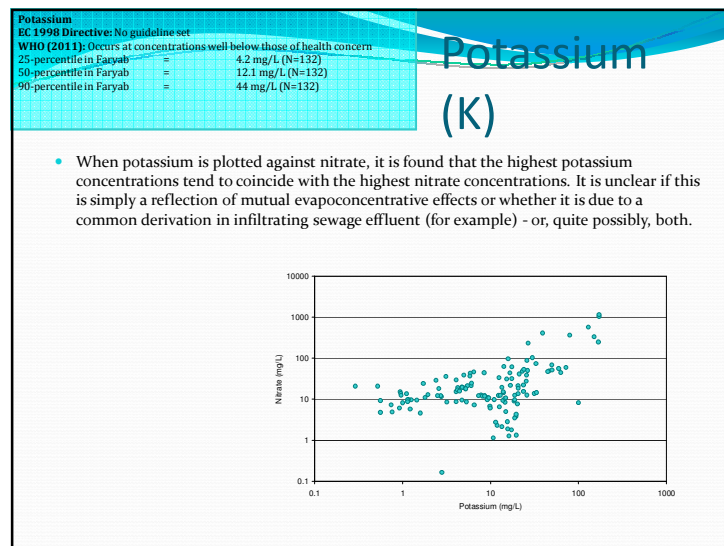 Potassium
EC 1998 Directive: No guideline set
WHO (2011): Occurs at concentrations well below those of health concern
25-percentile in Faryab = 4.2 mg/L (N=132)
50-percentile in Faryab = 12.1 mg/L (N=132)
90-percentile in Faryab = 44 mg/L (N=132)
Potassium
(K)
• When potassium is plotted against nitrate, it is found that the highest potassium
concentrations tend to coincide with the highest nitrate concentrations. It is unclear if this
is simply a reflection of mutual evapoconcentrative effects or whether it is due to a
common derivation in infiltrating sewage effluent (for example) - or, quite possibly, both.
10000
1000
100
10
1
0.1
Nitrate (mg/L)
0.1 1 10 100 1000
Potassium (mg/L)